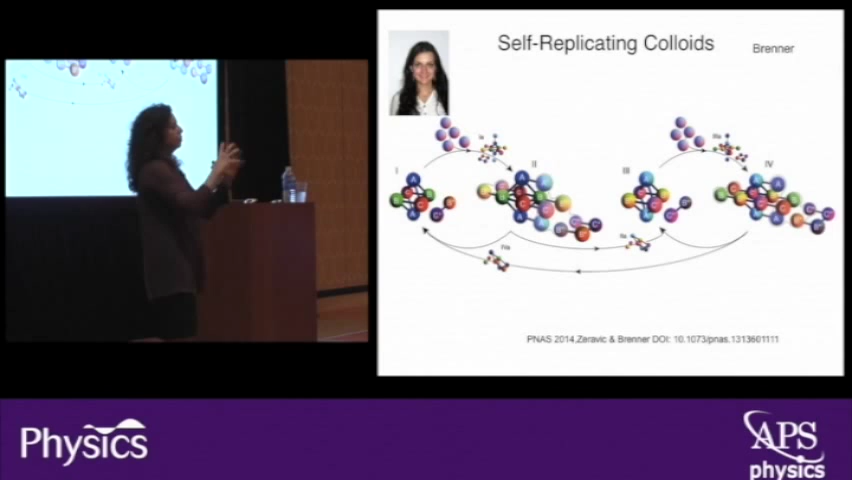 Self-Replicating Colloids
Brenner
I
II
III
IV
A
A
A
PNAS 2014,Zeravic & Brenner DOI: 10.1073/pnas.1313601111
Physics
APS
physics